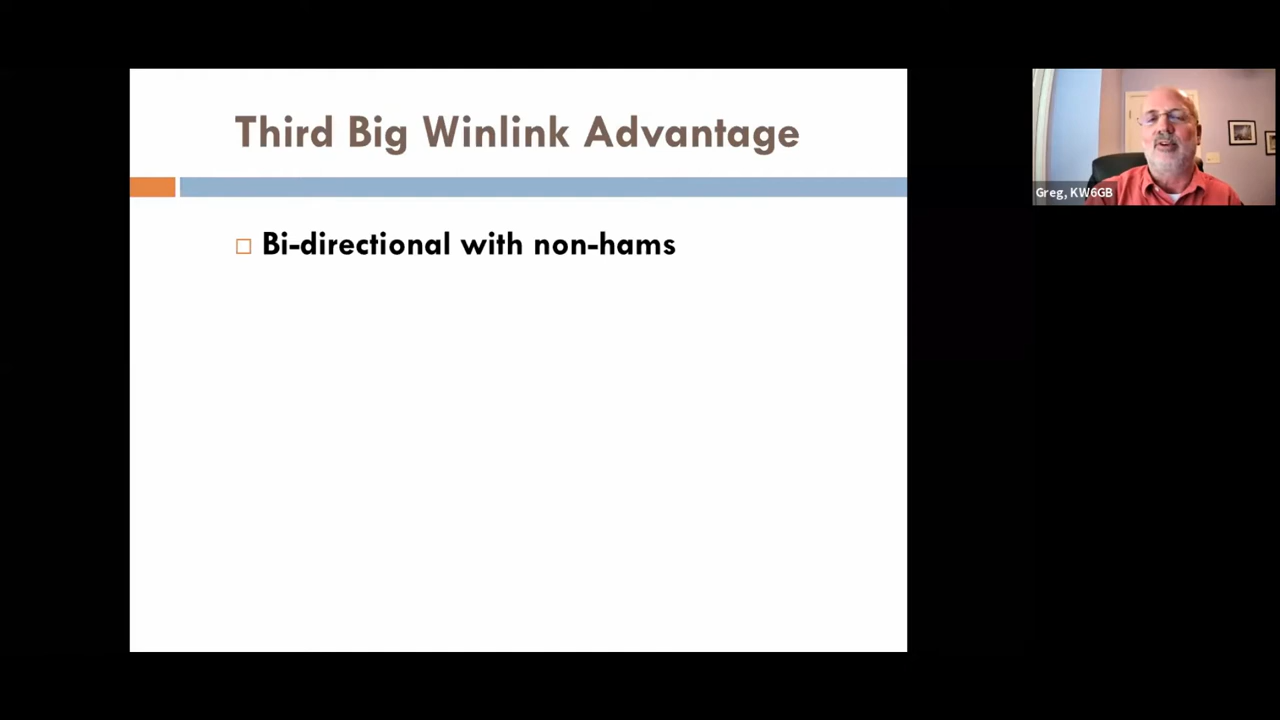 Third Big Winlink Advantage
Bi-directional with non-hams
Greg, KW6GB